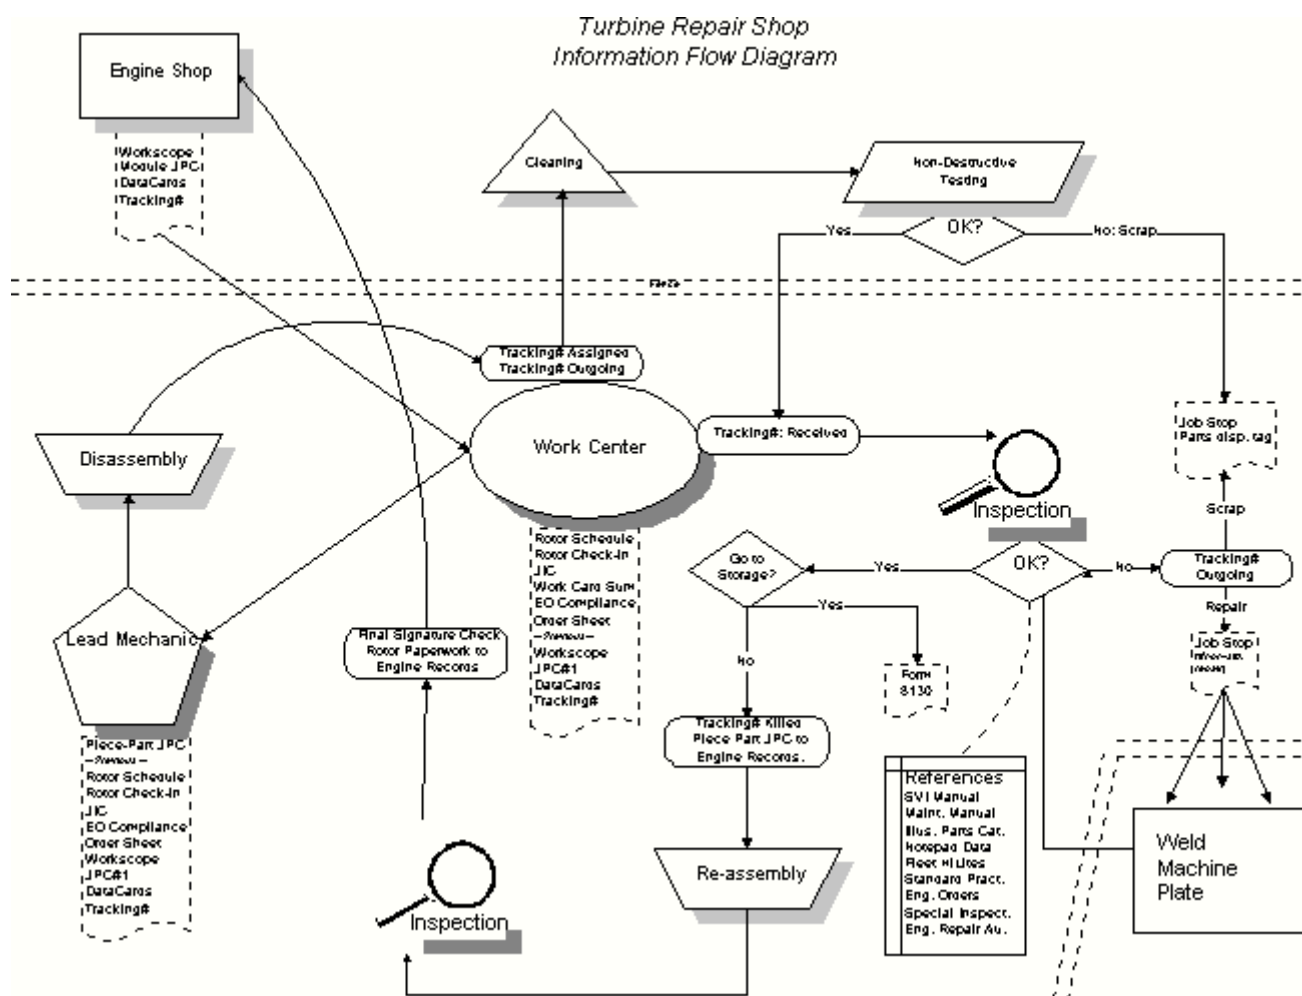 Turbine Repair Shop
Information Flow Diagram
Engine Shop
Workscope
Module JPC
DataCards
Tracking#
Cleaning
Non-Destructive
Testing
OK?
Yes
No: Scrap
Tracking# Assigned
Tracking# Outgoing
Work Center
Tracking#: Received
Inspection
Job Stop
Parts disp. tag
Scrap
Disassembly
Rotor Schedule
Rotor Check-In
JIC
Work Card Sum
EO Compliance
Order Sheet
--Previous--
Workscope
JPC#1
DataCards
Tracking#
Go to
Storage?
Yes
OK?
No
Tracking#
Outgoing
Repair
Yes
No
Form
8130
Job Stop
Lead Mechanic
Final Signature Check
Rotor Paperwork to
Engine Records
Tracking# Killed
Piece Part JPC to
Engine Records.
Piece-Part JPC
--Previous--
Rotor Schedule
Rotor Check-In
JIC
EO Compliance
Order Sheet
Workscope
JPC#1
DataCards
Tracking#
References
SVI Manual
Maint. Manual
Illus. Parts Cat.
Notepad Data
Fleet HiLites
Standard Pract.
Eng. Orders
Special Inspect.
Eng. Repair Au.
Re-assembly
Weld
Machine
Plate
Inspection